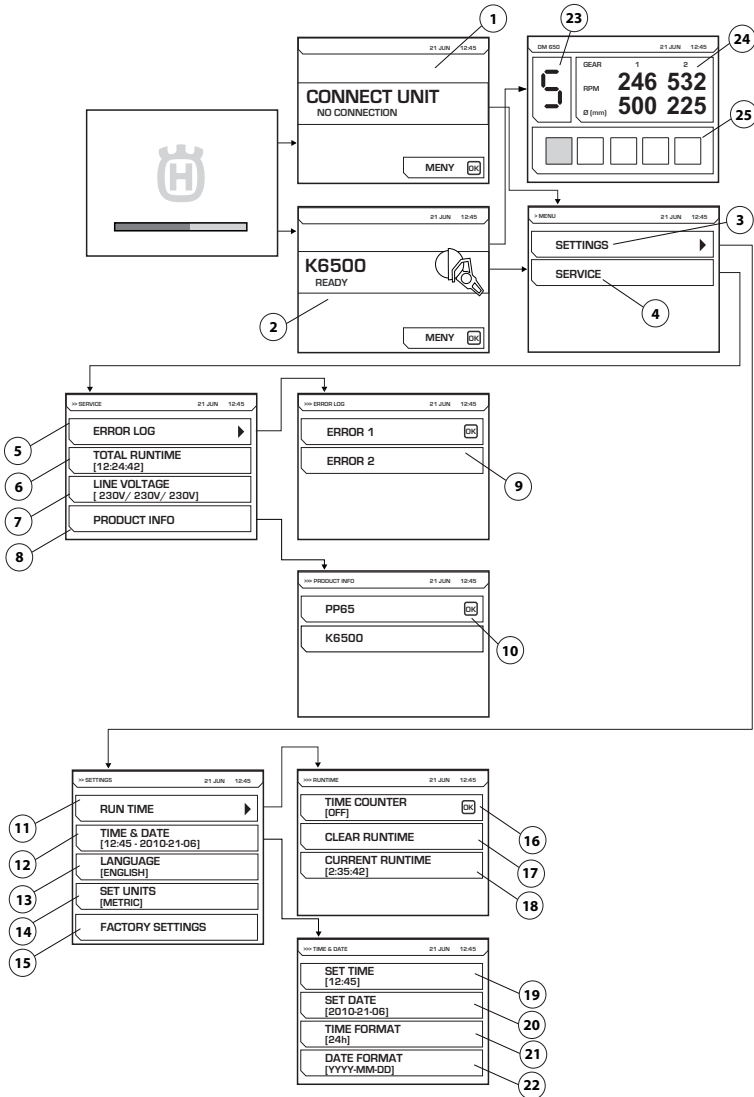 1
21 JUN 12:45
CONNECT UNIT
NO CONNECTION
MENY OK
23
24
25
DM 650 21 JUN 12:45
5
GEAR 1 2
RPM 246 532
Ø (mm) 500 225
H
21 JUN 12:45
K6500
READY
MENY OK
2
> MENU 21 JUN 12:45
SETTINGS
SERVICE
3
4
>> SERVICE 21 JUN 12:45
ERROR LOG
TOTAL RUNTIME
[12:24:42]
LINE VOLTAGE
[ 230V/ 230V/ 230V]
PRODUCT INFO
5
6
7
8
>>> ERROR LOG 21 JUN 12:45
ERROR 1 OK
ERROR 2
9
>>> PRODUCT INFO 21 JUN 12:45
PP65 OK
K6500
10
>> SETTINGS 21 JUN 12:45
RUN TIME
TIME & DATE
[12:45 - 2010-21-06]
LANGUAGE
[ENGLISH]
SET UNITS
[METRIC]
FACTORY SETTINGS
11
12
13
14
15
>>> RUNTIME 21 JUN 12:45
TIME COUNTER OK
[OFF]
CLEAR RUNTIME
CURRENT RUNTIME
[2:35:42]
16
17
18
>>> TIME & DATE 21 JUN 12:45
SET TIME
[12:45]
SET DATE
[2010-21-06]
TIME FORMAT
[24h]
DATE FORMAT
[YYYY-MM-DD]
19
20
21
22